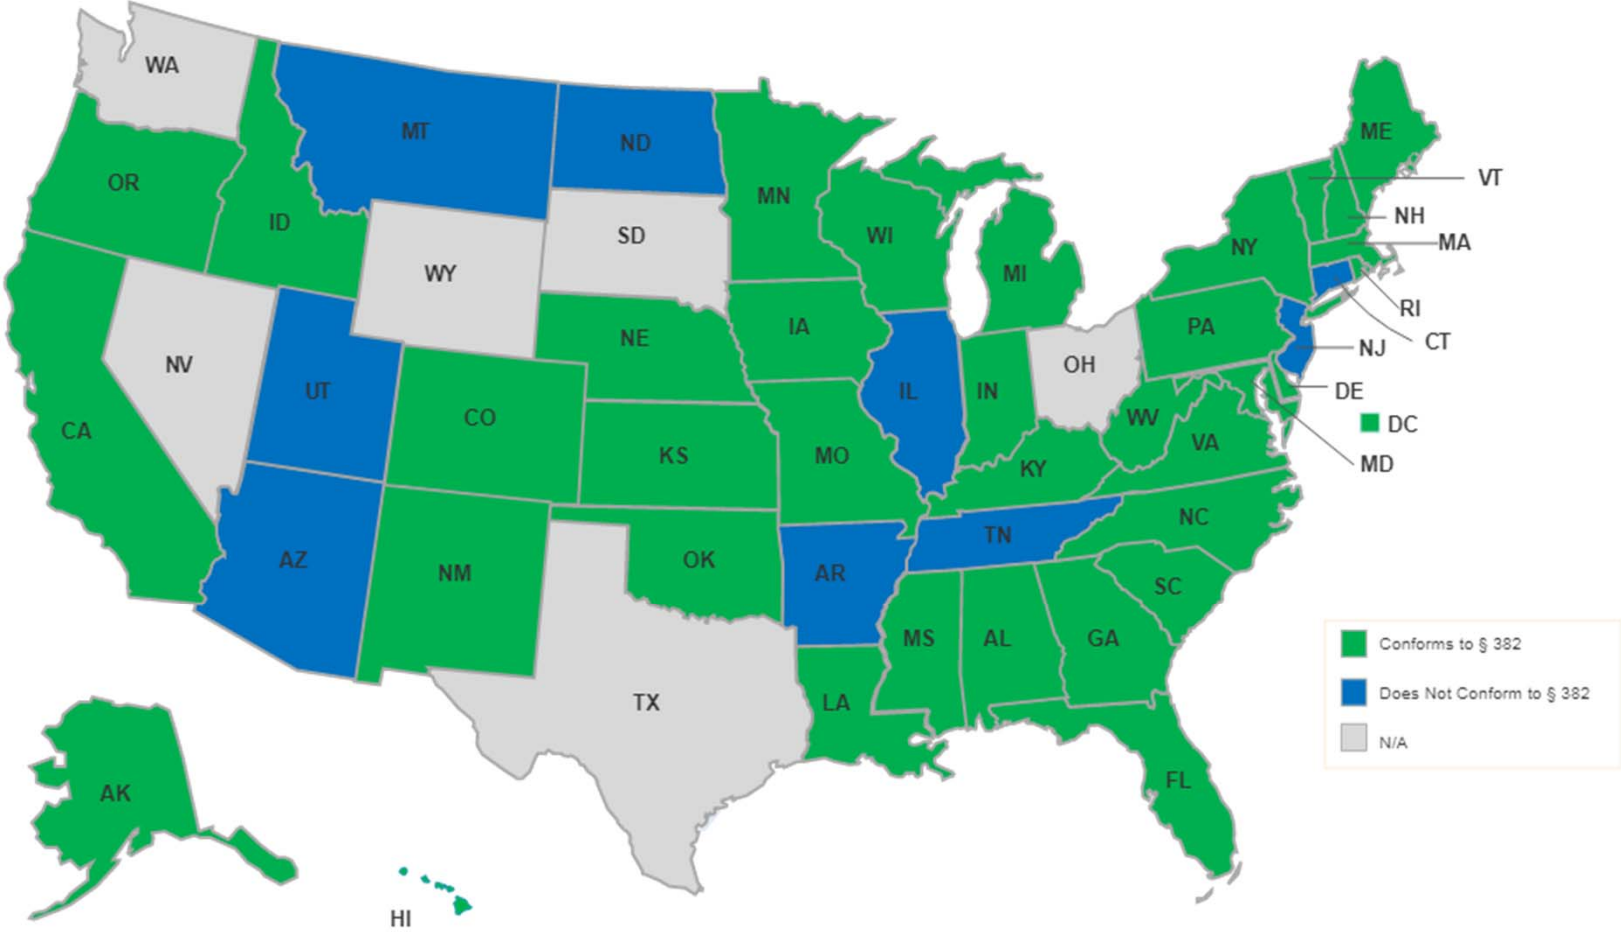 WA
MT
ND
ME
OR
MN
VT
ID
NH
SD
WI
MA
NY
WY
MI
RI
IA
PA
NE
CT
NJ
NV
OH
UT
IL
IN
DE
CO
WV
DC
CA
KS
MO
VA
MD
KY
NC
TN
AZ
NM
OK
AR
SC
MS
AL
GA
Conforms to § 382
Does Not Conform to § 382
TX
LA
N/A
FL
AK
HI